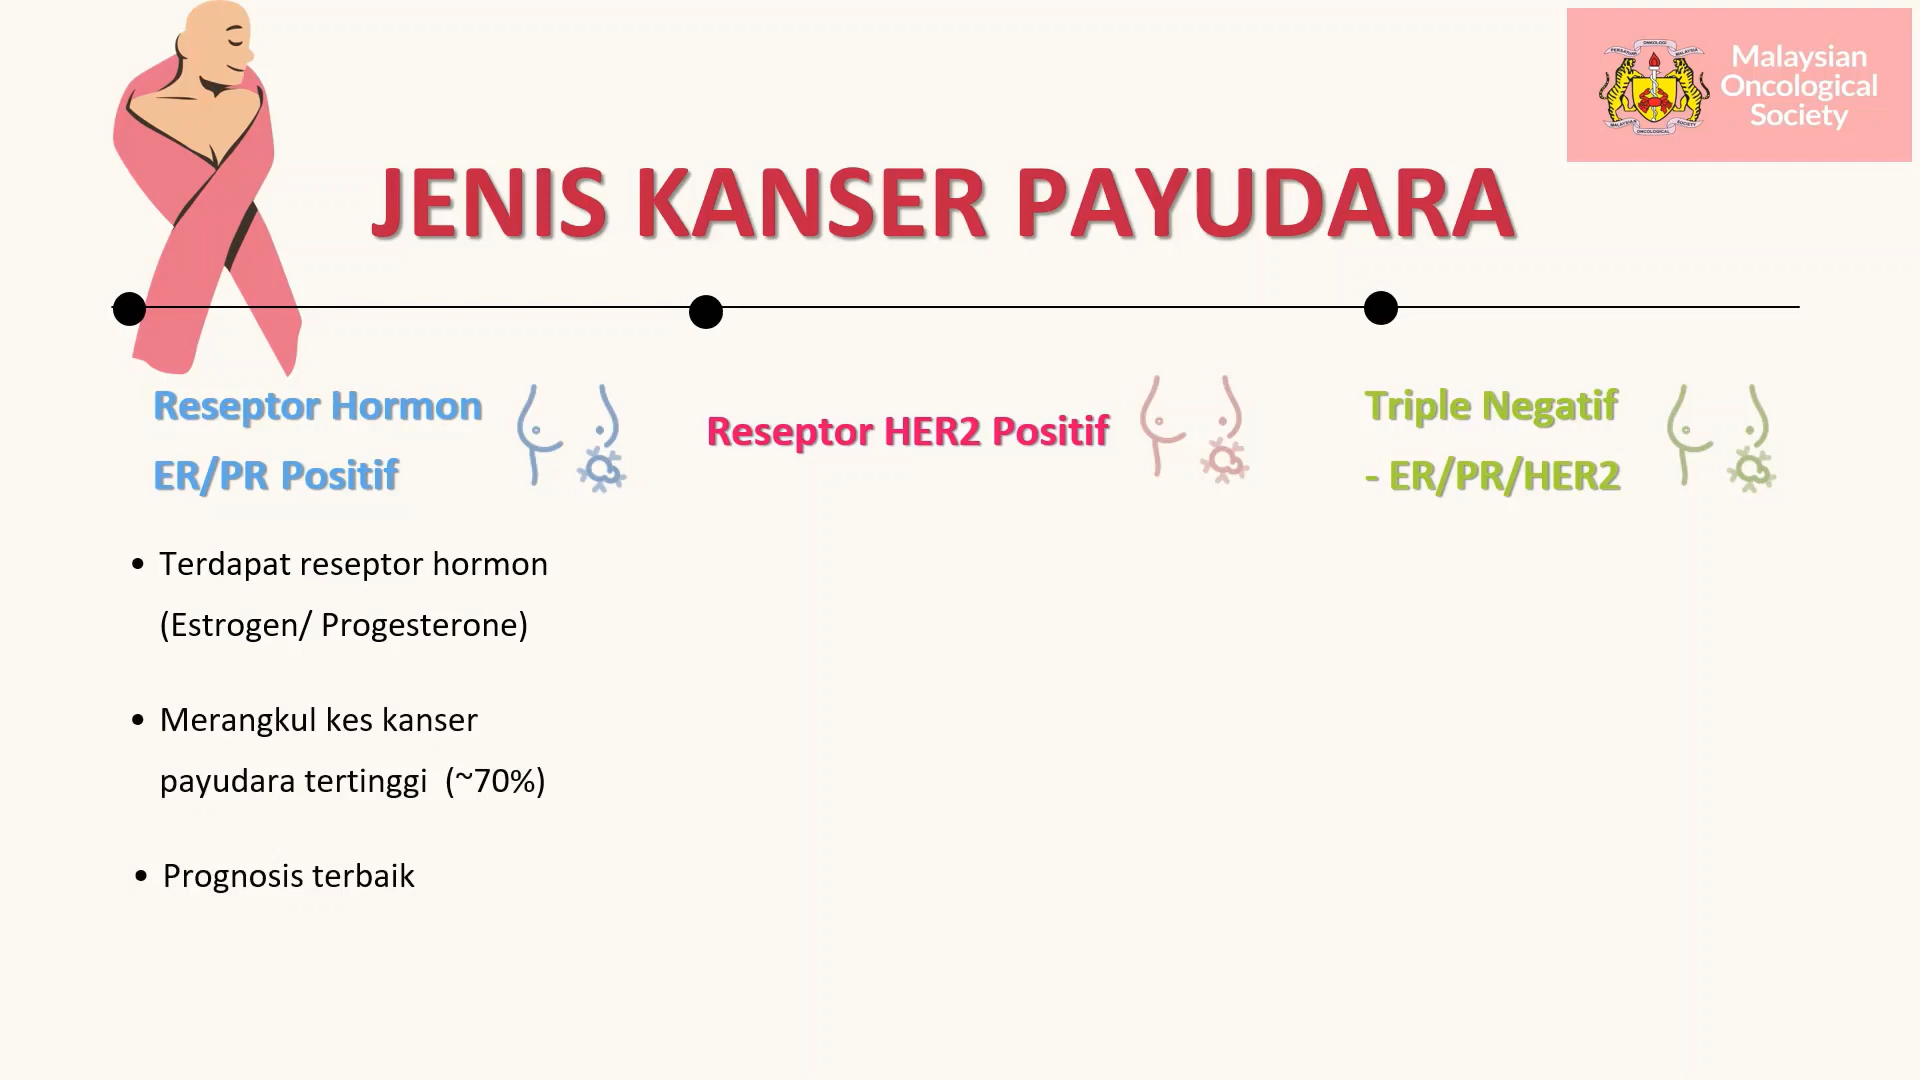 Malaysian
Oncological
Society
JENIS KANSER PAYUDARA
Reseptor Hormon
ER/PR Positif
Reseptor HER2 Positif
Triple Negatif
- ER/PR/HER2
• Terdapat reseptor hormon
(Estrogen/ Progesterone)
• Merangkul kes kanser
payudara tertinggi (~70%)
• Prognosis terbaik